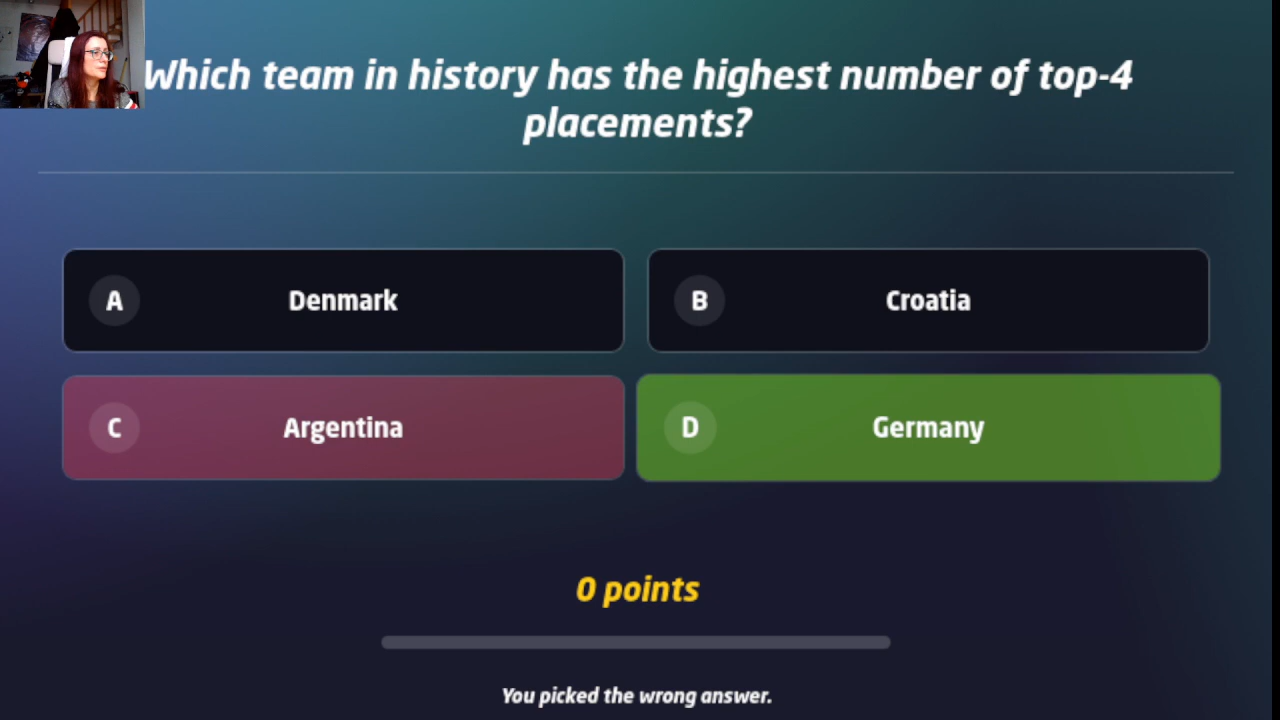 Which team in history has the highest number of top-4
placements?
A Denmark
B Croatia
C Argentina
D Germany
0 points
You picked the wrong answer.